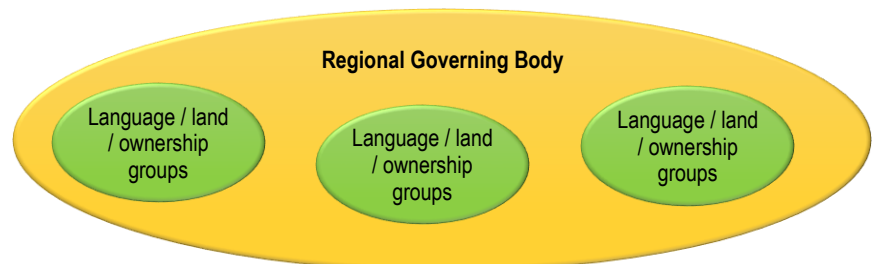 Regional Governing Body
Language / land
/ ownership
groups
Language / land
/ ownership
groups
Language / land
/ ownership
groups